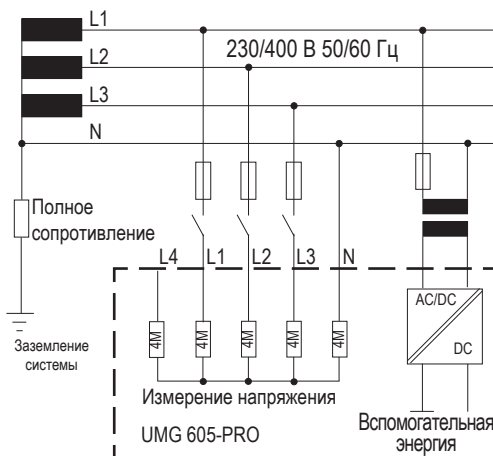 L1
230/400 В 50/60 Гц
L2
L3
N
Полное
сопротивление
L4 L1 L2 L3 N
AC/DC
DC
4M 4M 4M 4M 4M
Заземление
системы
Измерение напряжения
UMG 605-PRO
Вспомогательная
энергия